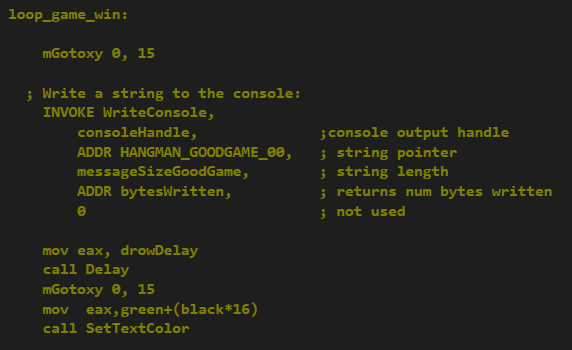 loop_game_win:
mGotoxy 0, 15
; Write a string to the console:
INVOKE WriteConsole,
consoleHandle, ;console output handle
ADDR HANGMAN_GOODGAME_00, ; string pointer
messageSizeGoodGame, ; string length
ADDR bytesWritten, ; returns num bytes written
0 ; not used
mov eax, drowDelay
call Delay
mGotoxy 0, 15
mov eax,green+(black*16)
call SetTextColor